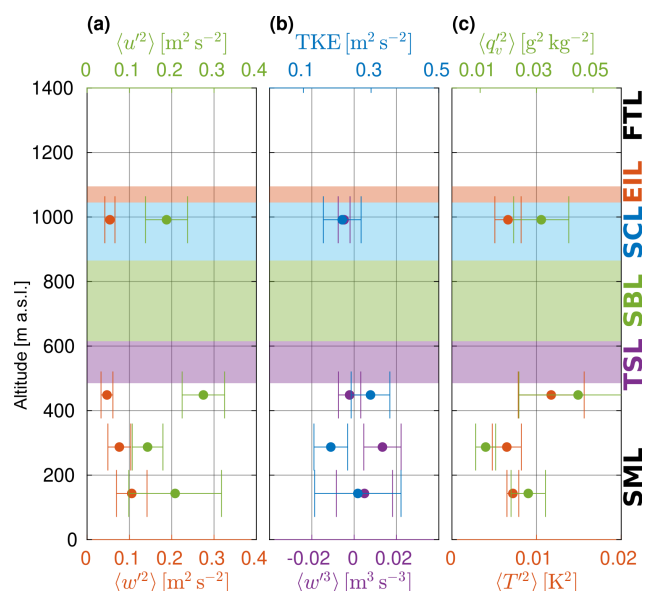 (a) (b) (c)
⟨u′²⟩ [m² s⁻²] TKE [m² s⁻²] ⟨q_v′²⟩ [g² kg⁻²]
0 0.1 0.2 0.3 0.4 0.1 0.3 0.5 0.01 0.03 0.05
1400
1200
1000
800
600
400
200
0
Altitude [m a.s.l.]
FTL
EIL
SCL
SBL
TSL
SML
0 0.1 0.2 0.3 0.4 -0.02 0 0.02 0 0.01 0.02
⟨w′²⟩ [m² s⁻²] ⟨w′³⟩ [m³ s⁻³] ⟨T′²⟩ [K²]